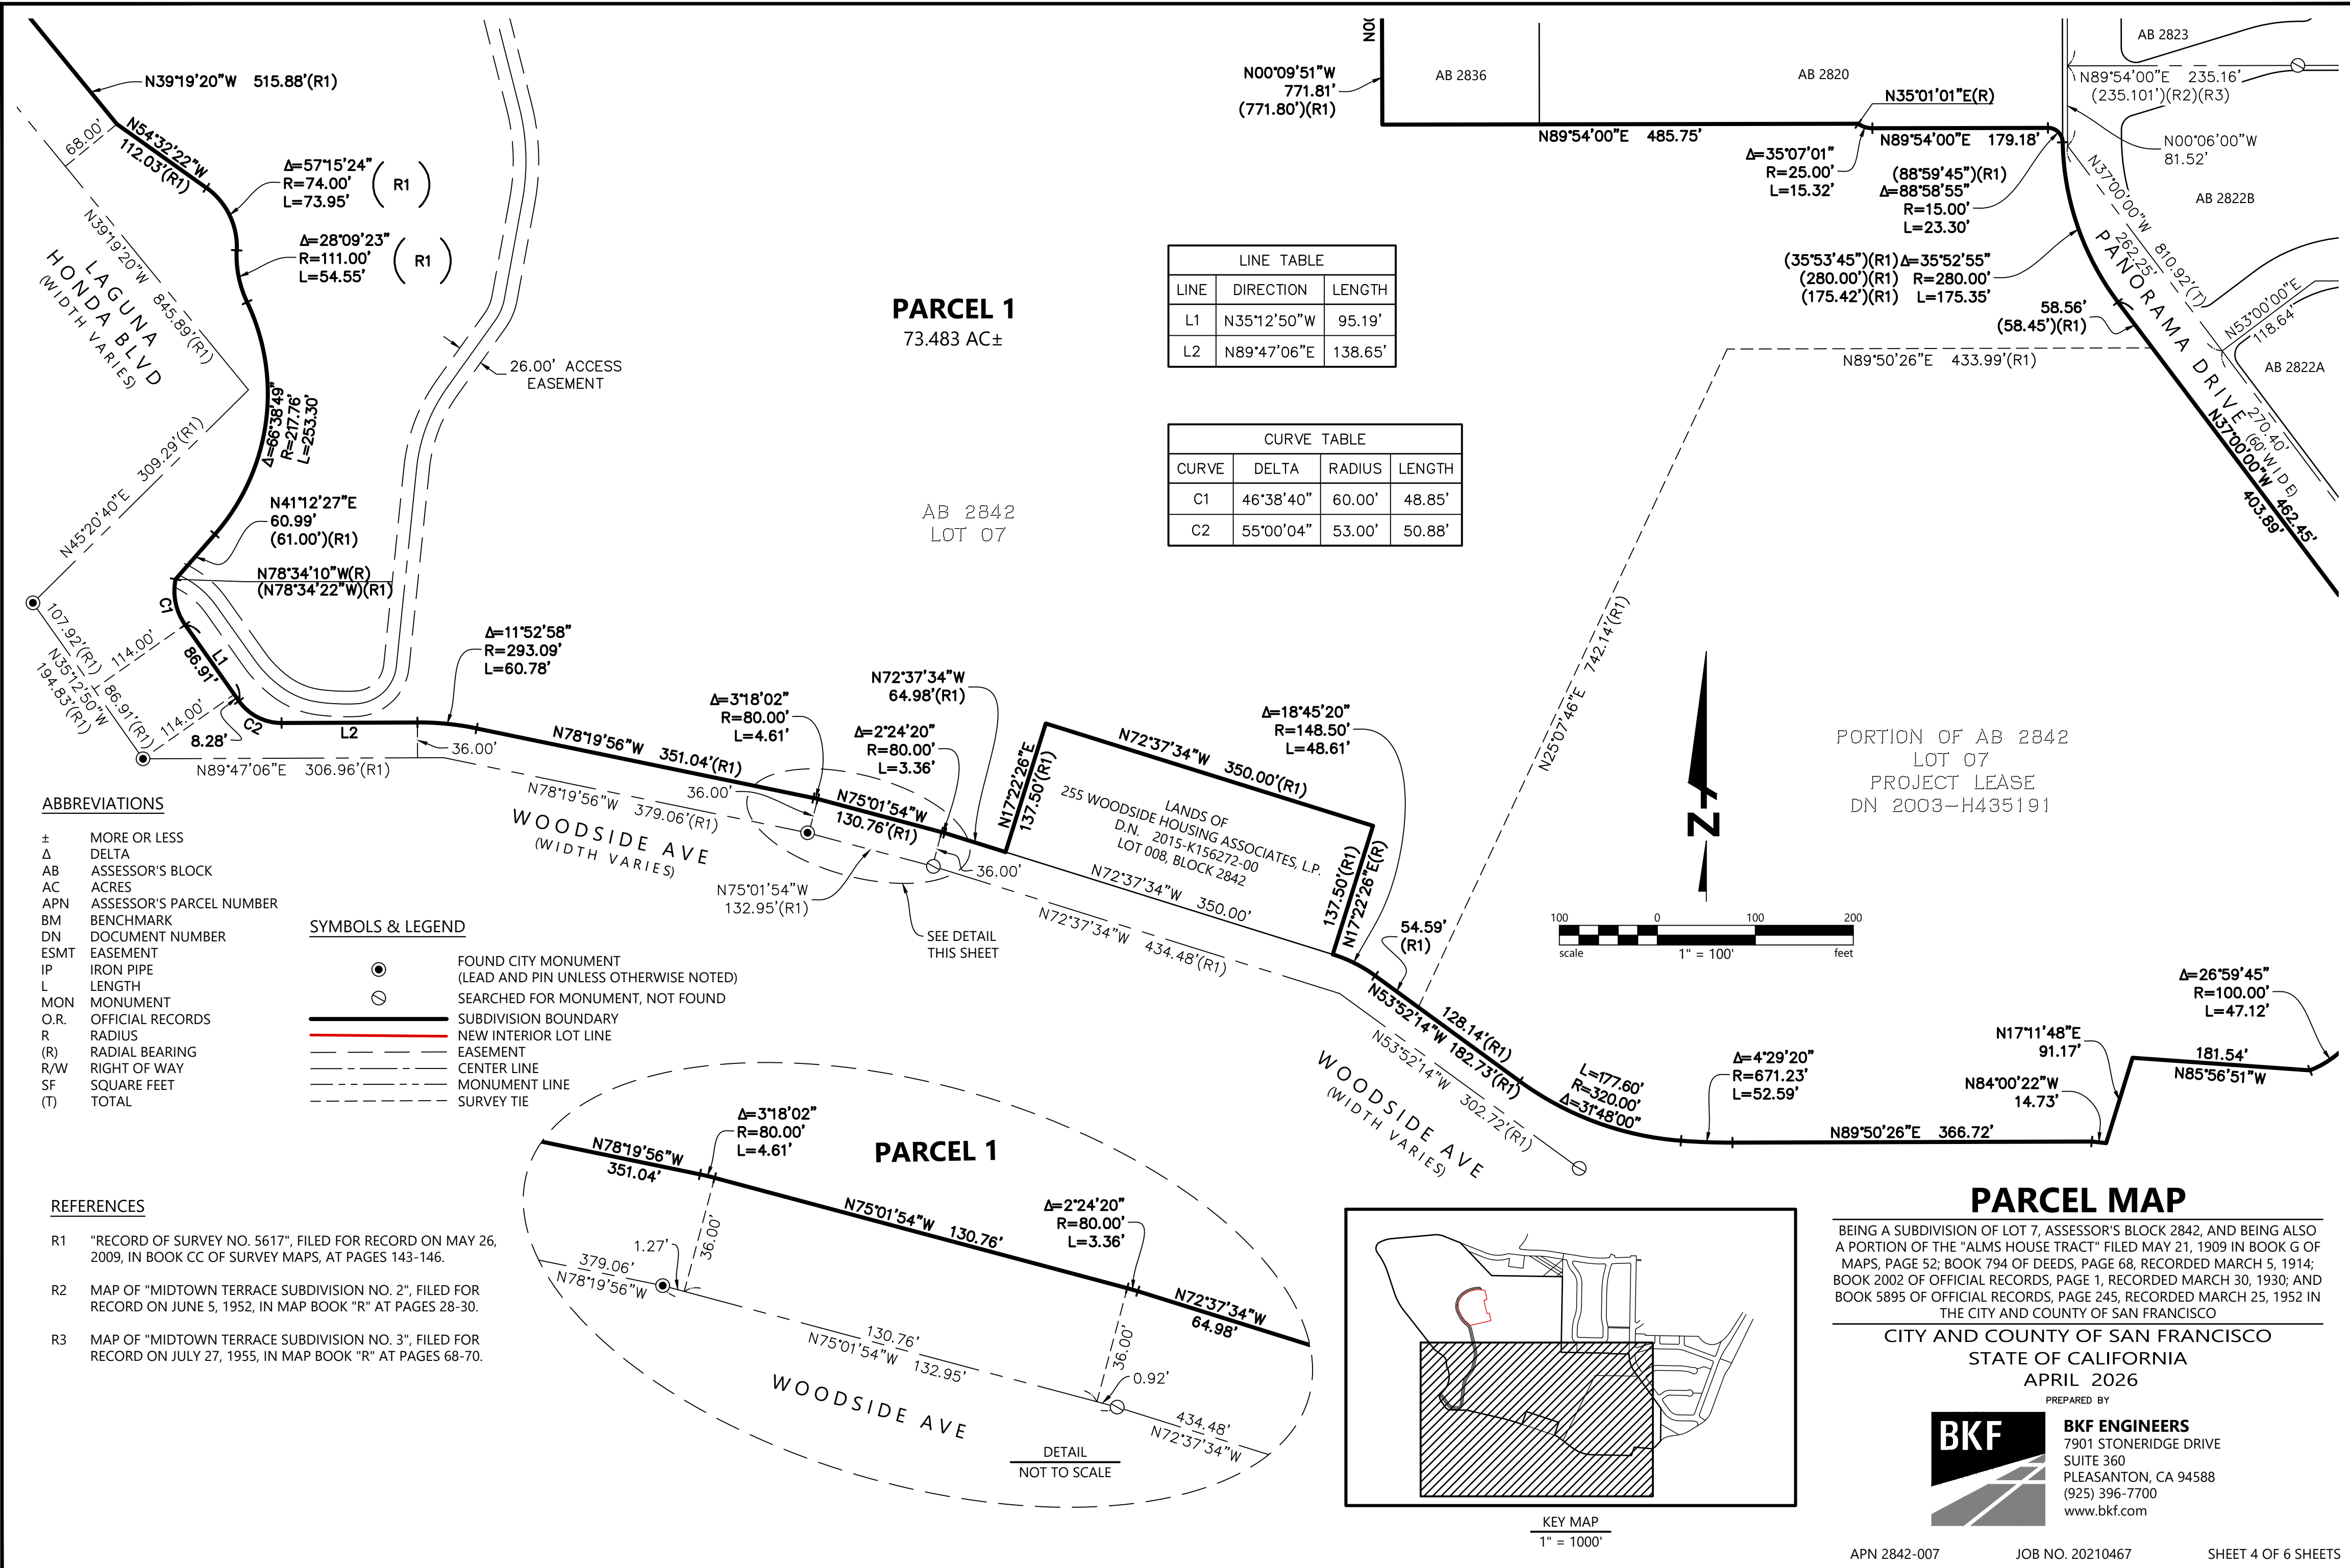 N39°19'20"W 515.88'(R1)
68.00'
N54°32'22"W
112.03'(R1)
Δ=57°15'24"
R=74.00'
L=73.95'
(R1)
Δ=28°09'23"
R=111.00'
L=54.55'
(R1)
N39°19'20"W 845.89'(R1)
LAGUNA
HONDA BLVD
(WIDTH VARIES)
Δ=66°38'49"
R=217.76'
L=253.30'
26.00' ACCESS
EASEMENT
N45°20'40"E 309.29'(R1)
N41°12'27"E
60.99'
(61.00')(R1)
N78°34'10"W(R)
(N78°34'22"W)(R1)
C1
L1
86.91'
114.00'
107.92'(R1)
86.91'(R1)
N35°12'50"W
194.83'(R1)
114.00'
8.28'
C2
L2
N89°47'06"E 306.96'(R1)
36.00'
Δ=11°52'58"
R=293.09'
L=60.78'
N78°19'56"W 351.04'(R1)
N78°19'56"W 379.06'(R1)
WOODSIDE AVE
(WIDTH VARIES)
Δ=3°18'02"
R=80.00'
L=4.61'
36.00'
N75°01'54"W
130.76'(R1)
N75°01'54"W
132.95'(R1)
Δ=2°24'20"
R=80.00'
L=3.36'
N72°37'34"W
64.98'(R1)
36.00'
SEE DETAIL
THIS SHEET
N17°22'26"E
137.50'(R1)
N72°37'34"W 350.00'(R1)
LANDS OF
255 WOODSIDE HOUSING ASSOCIATES, L.P.
D.N. 2015-K156272-00
LOT 008, BLOCK 2842
N72°37'34"W 350.00'
N72°37'34"W 434.48'(R1)
137.50'(R1)
N17°22'26"E(R)
Δ=18°45'20"
R=148.50'
L=48.61'
54.59'
(R1)
128.14'(R1)
N53°52'14"W 182.73'(R1)
N53°52'14"W 302.72'(R1)
WOODSIDE AVE
(WIDTH VARIES)
L=177.60'
R=320.00'
Δ=31°48'00"
Δ=4°29'20"
R=671.23'
L=52.59'
N89°50'26"E 366.72'
N84°00'22"W
14.73'
N17°11'48"E
91.17'
181.54'
N85°56'51"W
Δ=26°59'45"
R=100.00'
L=47.12'
PARCEL 1
73.483 AC±
AB 2842
LOT 07
N00°09'51"W
771.81'
(771.80')(R1)
AB 2836
AB 2820
AB 2823
N89°54'00"E 485.75'
N35°01'01"E(R)
Δ=35°07'01"
R=25.00'
L=15.32'
N89°54'00"E 179.18'
(88°59'45")(R1)
Δ=88°58'55"
R=15.00'
L=23.30'
(35°53'45")(R1) Δ=35°52'55"
(280.00')(R1) R=280.00'
(175.42')(R1) L=175.35'
58.56'
(58.45')(R1)
N89°54'00"E 235.16'
(235.101')(R2)(R3)
N00°06'00"W
81.52'
AB 2822B
N37°00'00"W 810.92'(T)
262.25'
PANORAMA DRIVE
(60' WIDE)
N53°00'00"E
118.64'
AB 2822A
270.40'
N37°00'00"W 462.45'
403.89'
N89°50'26"E 433.99'(R1)
N25°07'46"E 742.14'(R1)
LINE TABLE
LINE DIRECTION LENGTH
L1 N35°12'50"W 95.19'
L2 N89°47'06"E 138.65'
CURVE TABLE
CURVE DELTA RADIUS LENGTH
C1 46°38'40" 60.00' 48.85'
C2 55°00'04" 53.00' 50.88'
PORTION OF AB 2842
LOT 07
PROJECT LEASE
DN 2003-H435191
N
100 0 100 200
scale 1" = 100' feet
ABBREVIATIONS
± MORE OR LESS
Δ DELTA
AB ASSESSOR'S BLOCK
AC ACRES
APN ASSESSOR'S PARCEL NUMBER
BM BENCHMARK
DN DOCUMENT NUMBER
ESMT EASEMENT
IP IRON PIPE
L LENGTH
MON MONUMENT
O.R. OFFICIAL RECORDS
R RADIUS
(R) RADIAL BEARING
R/W RIGHT OF WAY
SF SQUARE FEET
(T) TOTAL
SYMBOLS & LEGEND
FOUND CITY MONUMENT
(LEAD AND PIN UNLESS OTHERWISE NOTED)
SEARCHED FOR MONUMENT, NOT FOUND
SUBDIVISION BOUNDARY
NEW INTERIOR LOT LINE
EASEMENT
CENTER LINE
MONUMENT LINE
SURVEY TIE
REFERENCES
R1 "RECORD OF SURVEY NO. 5617", FILED FOR RECORD ON MAY 26,
2009, IN BOOK CC OF SURVEY MAPS, AT PAGES 143-146.
R2 MAP OF "MIDTOWN TERRACE SUBDIVISION NO. 2", FILED FOR
RECORD ON JUNE 5, 1952, IN MAP BOOK "R" AT PAGES 28-30.
R3 MAP OF "MIDTOWN TERRACE SUBDIVISION NO. 3", FILED FOR
RECORD ON JULY 27, 1955, IN MAP BOOK "R" AT PAGES 68-70.
Δ=3°18'02"
R=80.00'
L=4.61'
PARCEL 1
N78°19'56"W
351.04'
N75°01'54"W 130.76'
Δ=2°24'20"
R=80.00'
L=3.36'
N72°37'34"W
64.98'
1.27'
36.00'
379.06'
N78°19'56"W
130.76'
N75°01'54"W 132.95'
36.00'
0.92'
434.48'
N72°37'34"W
WOODSIDE AVE
DETAIL
NOT TO SCALE
KEY MAP
1" = 1000'
PARCEL MAP
BEING A SUBDIVISION OF LOT 7, ASSESSOR'S BLOCK 2842, AND BEING ALSO
A PORTION OF THE "ALMS HOUSE TRACT" FILED MAY 21, 1909 IN BOOK G OF
MAPS, PAGE 52; BOOK 794 OF DEEDS, PAGE 68, RECORDED MARCH 5, 1914;
BOOK 2002 OF OFFICIAL RECORDS, PAGE 1, RECORDED MARCH 30, 1930; AND
BOOK 5895 OF OFFICIAL RECORDS, PAGE 245, RECORDED MARCH 25, 1952 IN
THE CITY AND COUNTY OF SAN FRANCISCO
CITY AND COUNTY OF SAN FRANCISCO
STATE OF CALIFORNIA
APRIL 2026
PREPARED BY
BKF
BKF ENGINEERS
7901 STONERIDGE DRIVE
SUITE 360
PLEASANTON, CA 94588
(925) 396-7700
www.bkf.com
APN 2842-007 JOB NO. 20210467 SHEET 4 OF 6 SHEETS